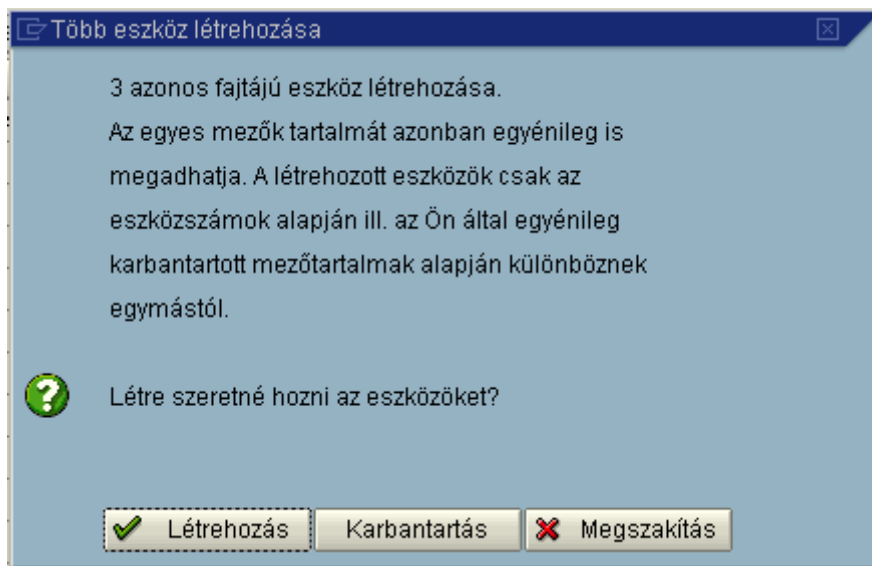 Több eszköz létrehozása
3 azonos fajtájú eszköz létrehozása.
Az egyes mezők tartalmát azonban egyénileg is
megadhatja. A létrehozott eszközök csak az
eszközszámok alapján ill. az Ön által egyénileg
karbantartott mezőtartalmak alapján különböznek
egymástól.
Létre szeretné hozni az eszközöket?
Létrehozás Karbantartás Megszakítás